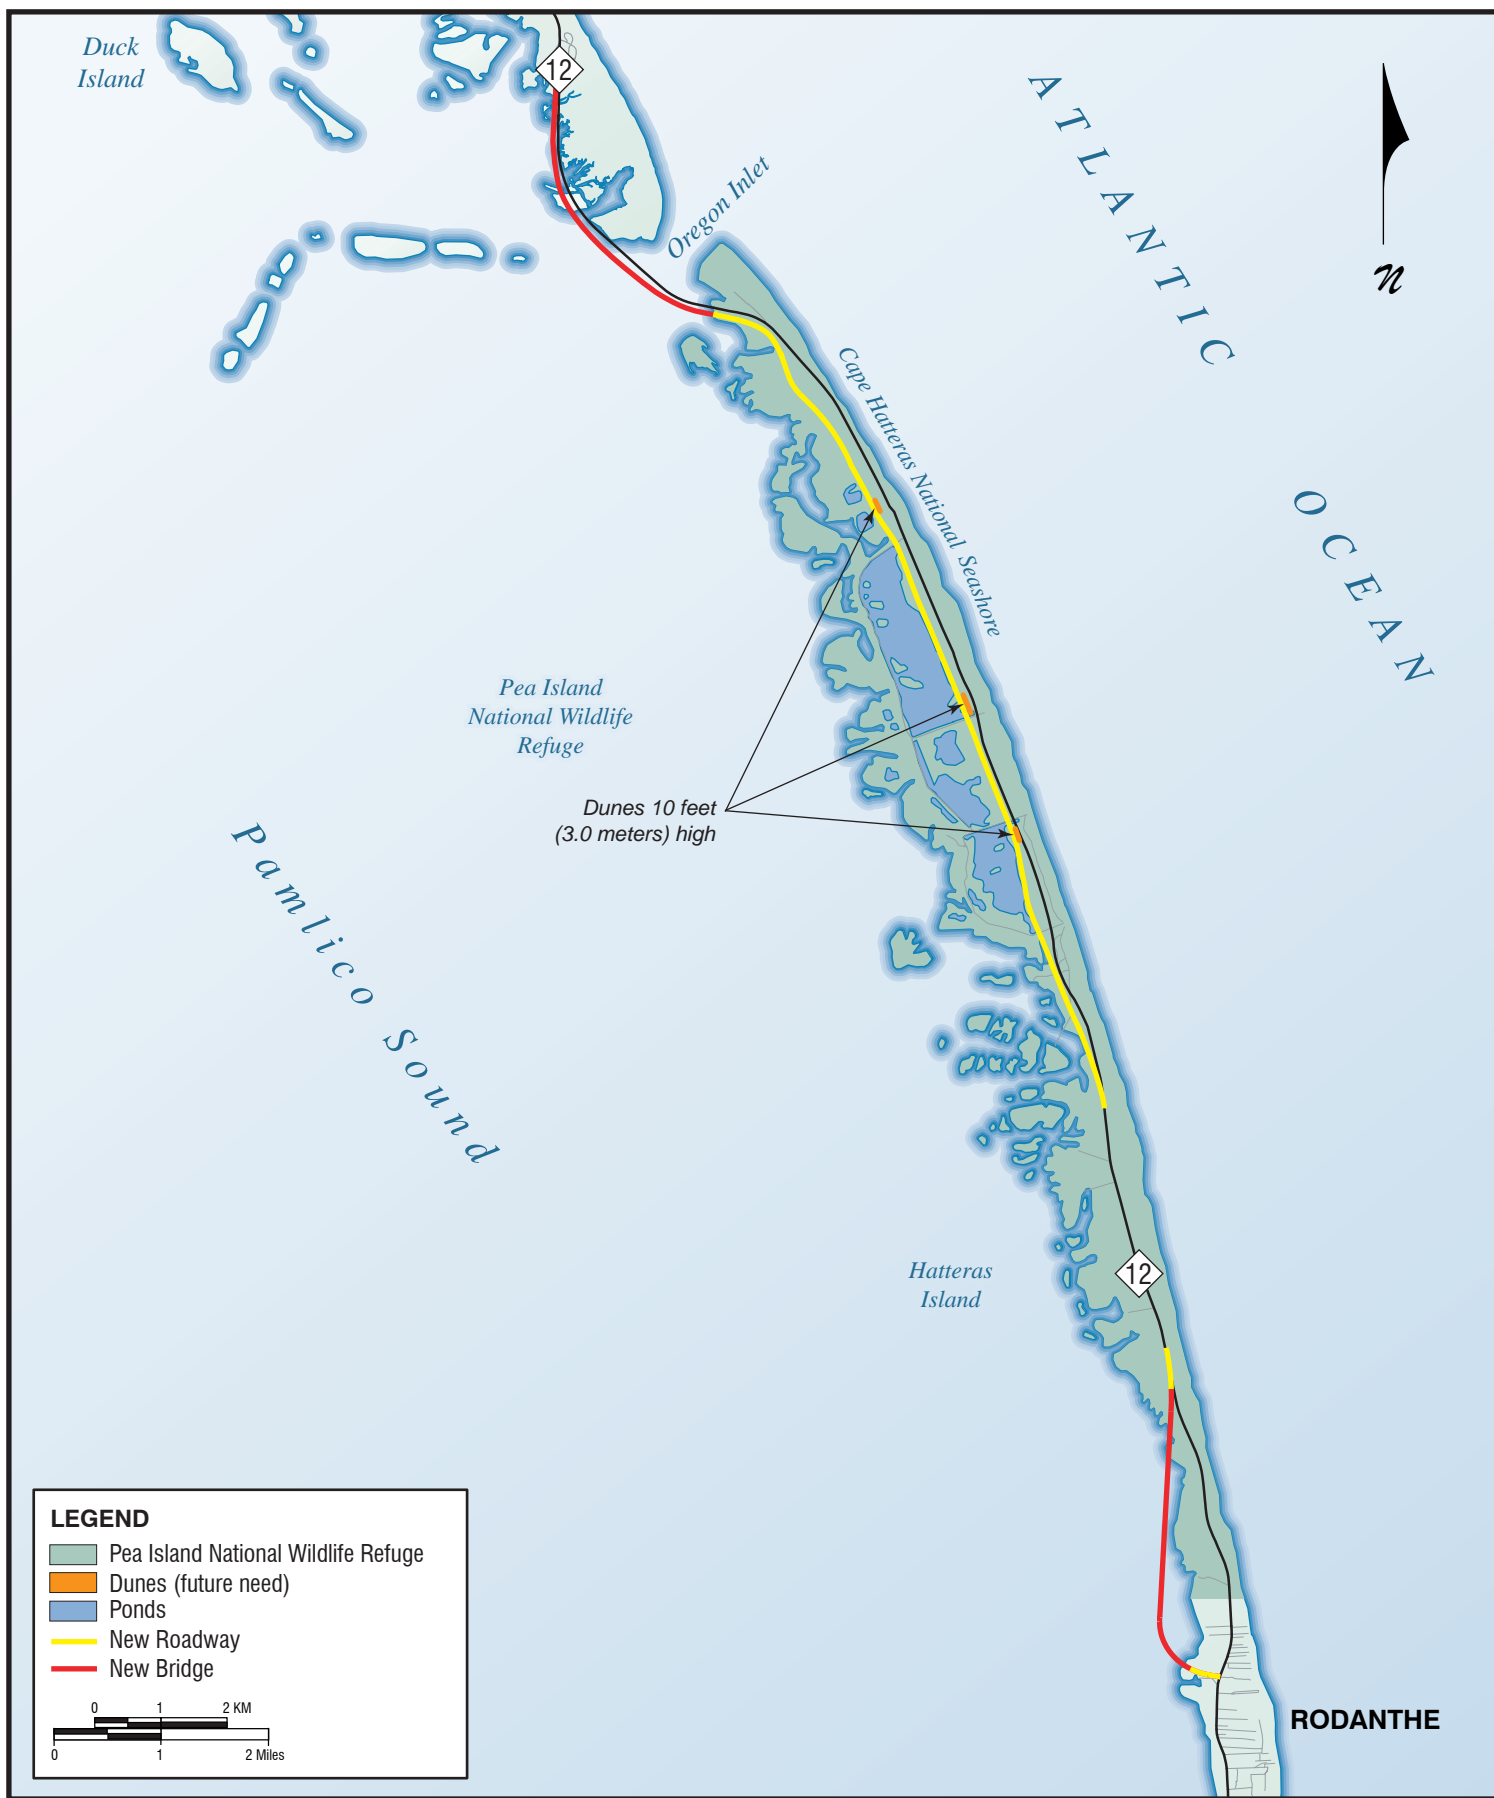 Duck
Island
12
ATLANTIC
OCEAN
Oregon Inlet
n
Cape Hatteras National Seashore
Pea Island
National Wildlife
Refuge
Dunes 10 feet
(3.0 meters) high
Pamlico Sound
Hatteras
Island
12
RODANTHE
LEGEND
Pea Island National Wildlife Refuge
Dunes (future need)
Ponds
New Roadway
New Bridge
0 1 2 KM
0 1 2 Miles